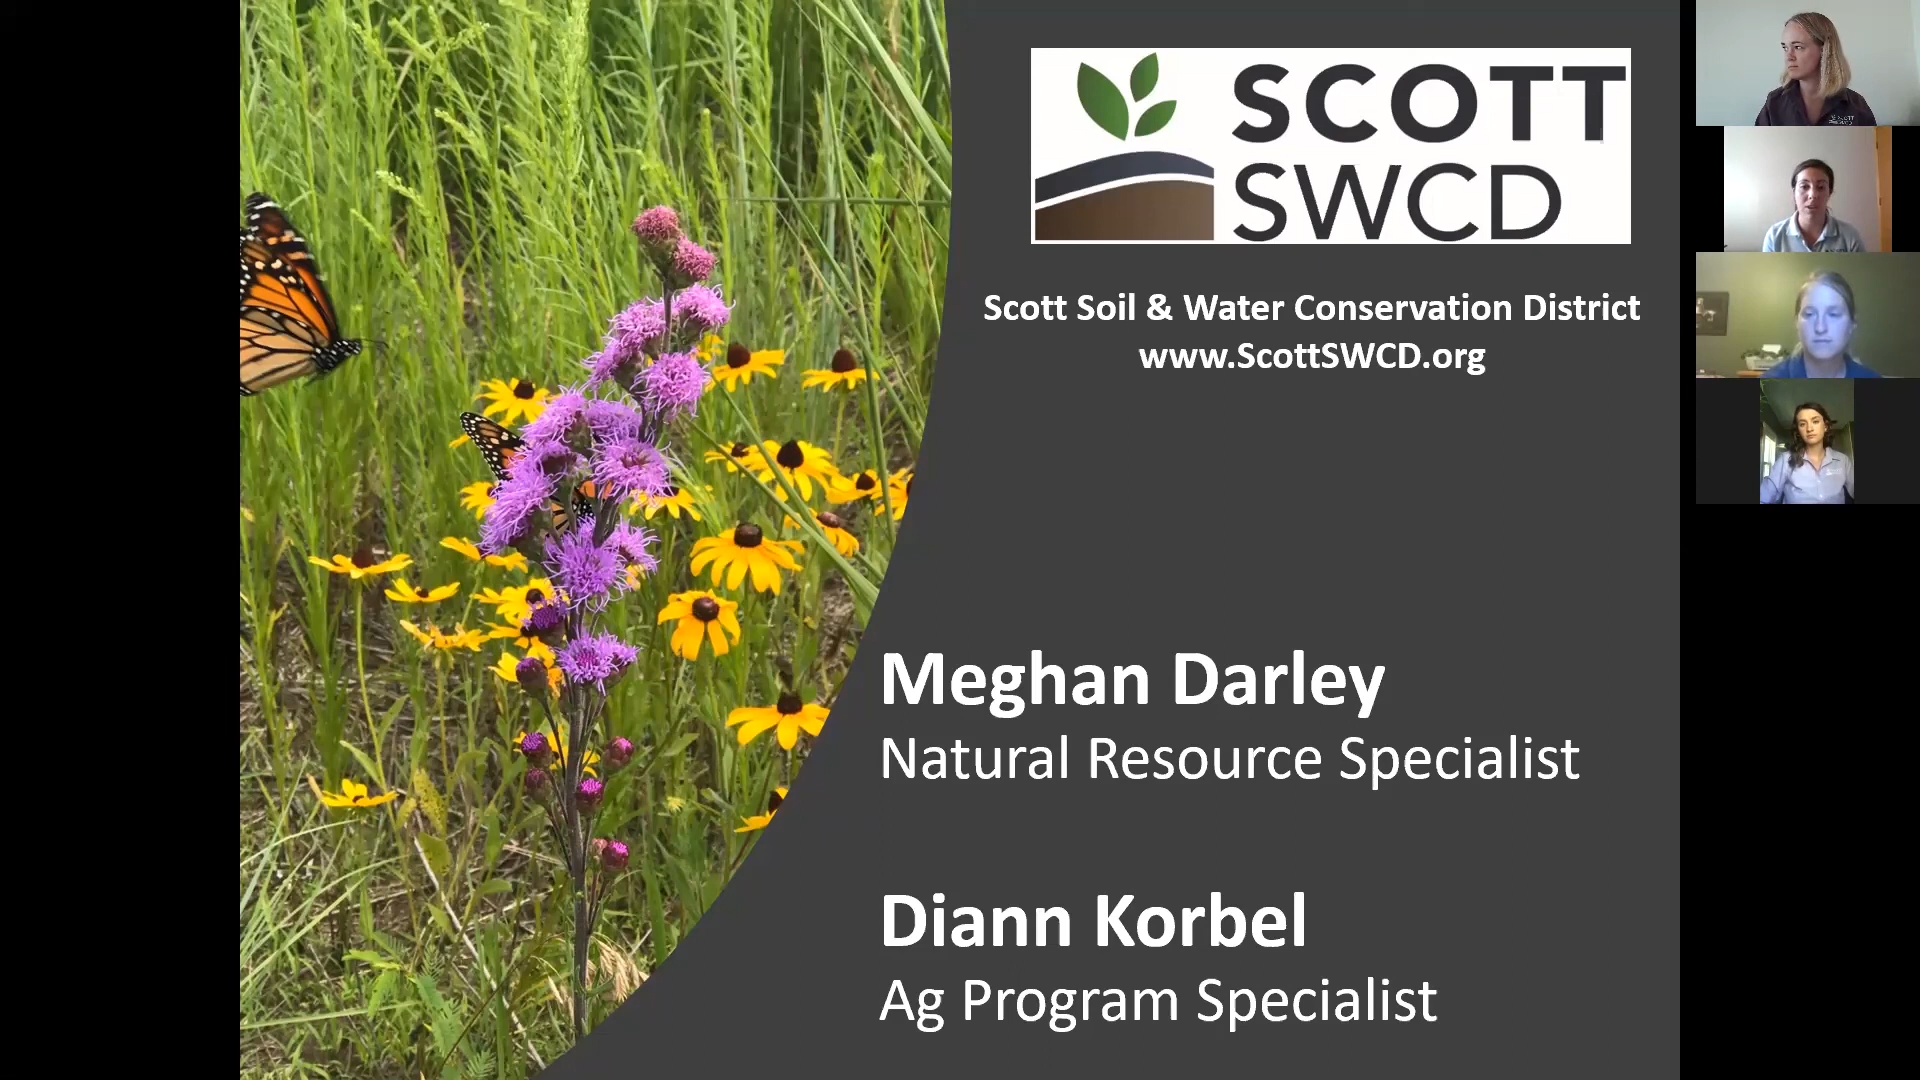 SCOTT
SWCD
Scott Soil & Water Conservation District
www.ScottSWCD.org
Meghan Darley
Natural Resource Specialist
Diann Korbel
Ag Program Specialist
SCOTT